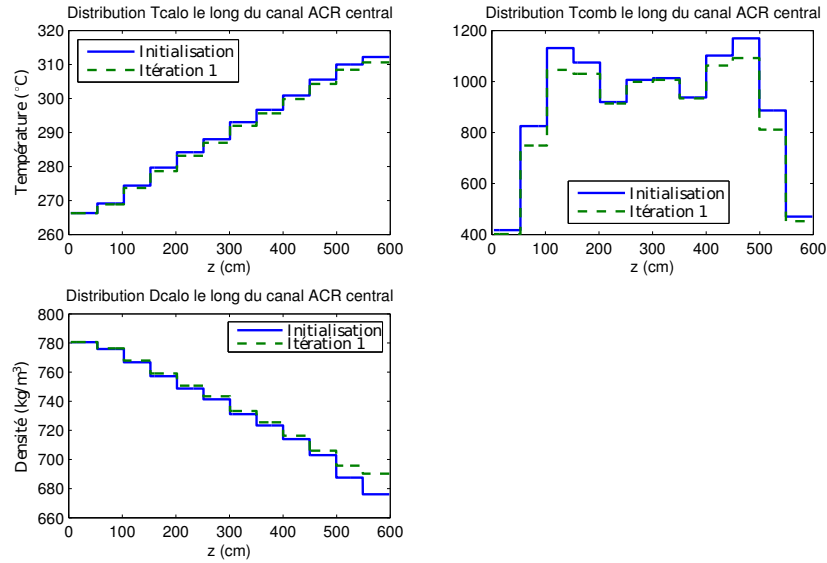 Distribution Tcalo le long du canal ACR central
320
310
300
290
280
270
260
Température (°C)
Initialisation
Itération 1
0 100 200 300 400 500 600
z (cm)
Distribution Tcomb le long du canal ACR central
1200
1000
800
600
400
Initialisation
Itération 1
0 100 200 300 400 500 600
z (cm)
Distribution Dcalo le long du canal ACR central
800
780
760
740
720
700
680
660
Densité (kg/m³)
Initialisation
Itération 1
0 100 200 300 400 500 600
z (cm)